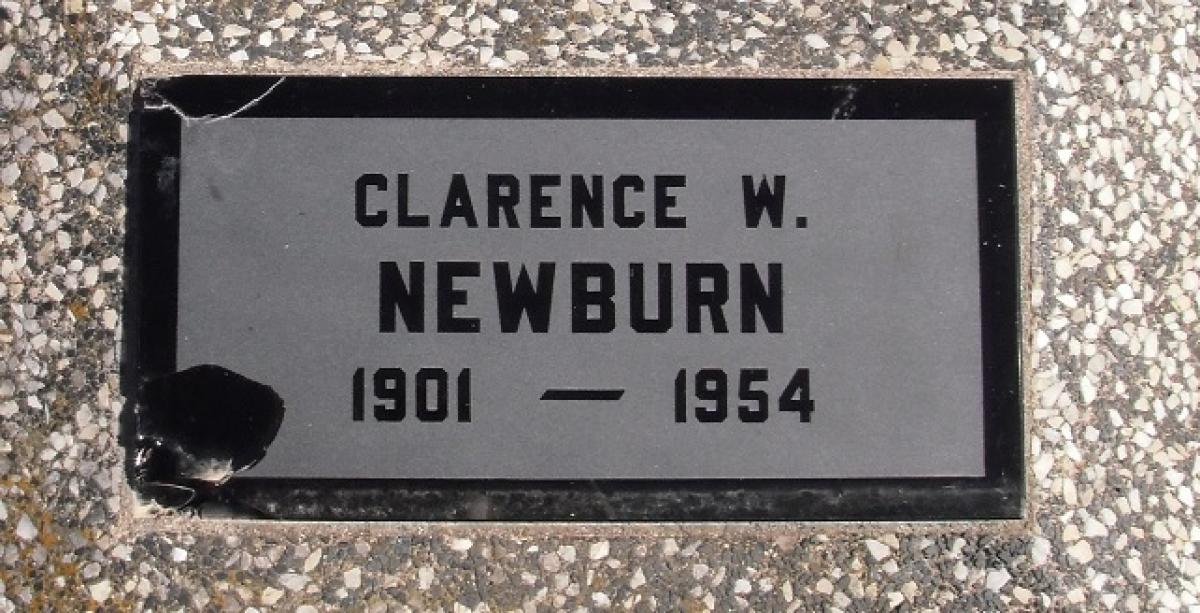 CLARENCE W.
NEWBURN
1901 — 1954